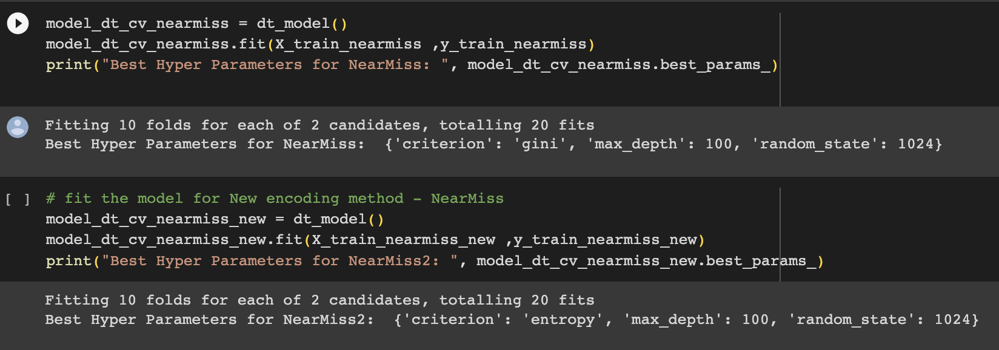 model_dt_cv_nearmiss = dt_model()
model_dt_cv_nearmiss.fit(X_train_nearmiss ,y_train_nearmiss)
print("Best Hyper Parameters for NearMiss: ", model_dt_cv_nearmiss.best_params_)
Fitting 10 folds for each of 2 candidates, totalling 20 fits
Best Hyper Parameters for NearMiss:  {'criterion': 'gini', 'max_depth': 100, 'random_state': 1024}
[ ] # fit the model for New encoding method - NearMiss
model_dt_cv_nearmiss_new = dt_model()
model_dt_cv_nearmiss_new.fit(X_train_nearmiss_new ,y_train_nearmiss_new)
print("Best Hyper Parameters for NearMiss2: ", model_dt_cv_nearmiss_new.best_params_)
Fitting 10 folds for each of 2 candidates, totalling 20 fits
Best Hyper Parameters for NearMiss2:  {'criterion': 'entropy', 'max_depth': 100, 'random_state': 1024}